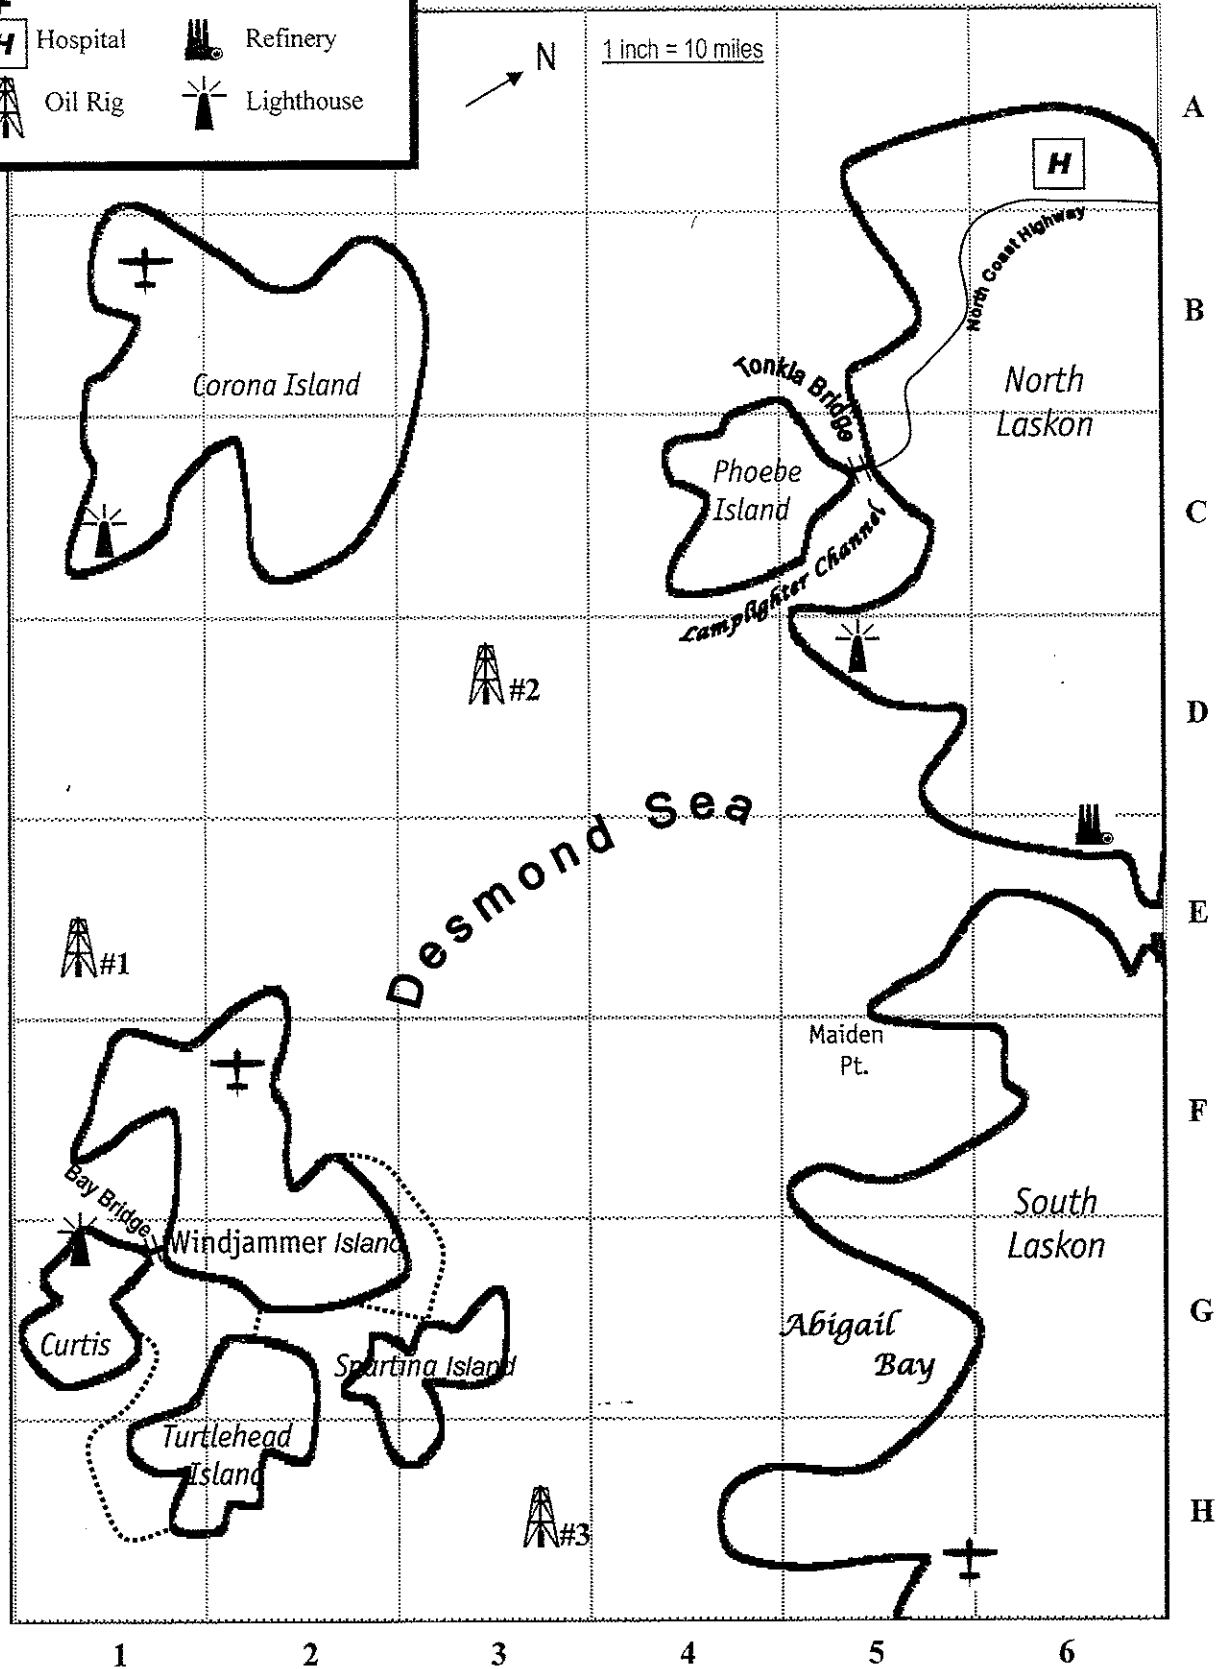 H Hospital
Refinery
Oil Rig
Lighthouse
N
1 inch = 10 miles
A
H
North Coast Highway
B
Corona Island
Tonkla Bridge
North
Laskon
Phoebe
Island
C
Lamplighter Channel
#2
D
Desmond Sea
E
#1
Maiden
Pt.
F
Bay Bridge
South
Laskon
Windjammer Island
G
Abigail
Bay
Curtis
Spartina Island
Turtlehead
Island
H
#3
1 2 3 4 5 6